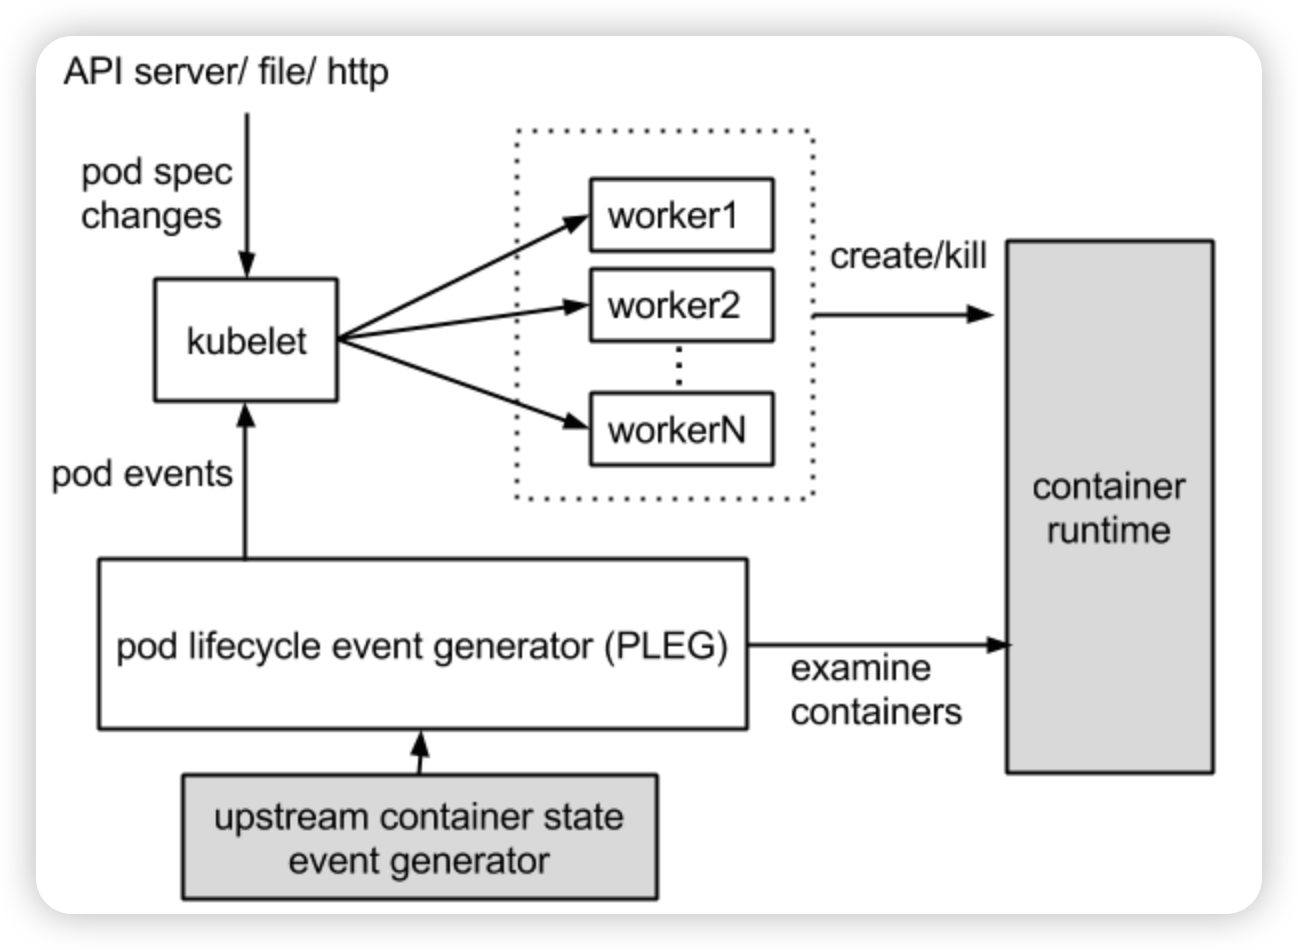 API server/ file/ http
pod spec
changes
kubelet
worker1
worker2
workerN
create/kill
container
runtime
pod events
pod lifecycle event generator (PLEG)
examine
containers
upstream container state
event generator